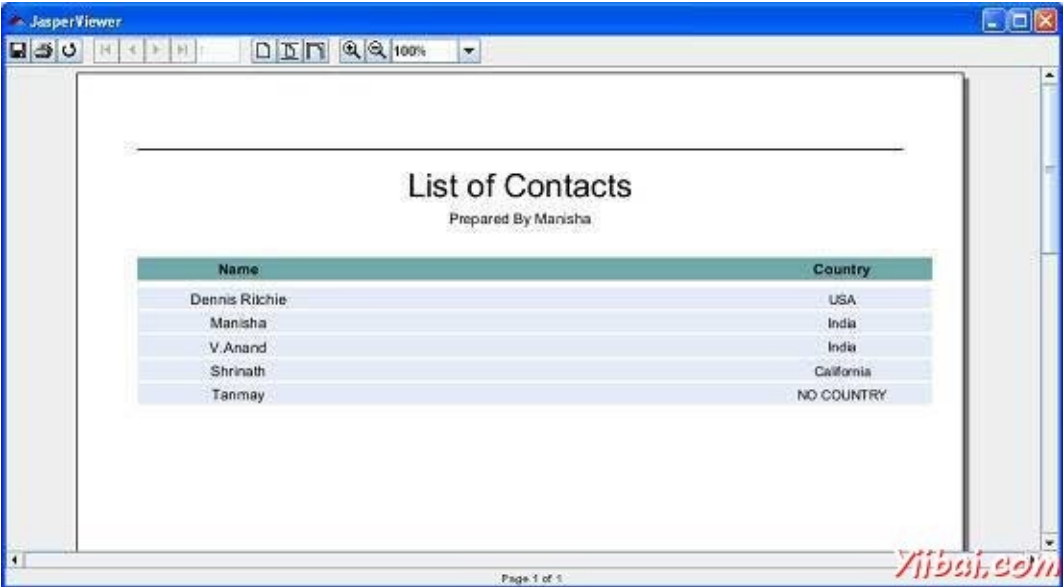 JasperViewer
100%
List of Contacts
Prepared By Manisha
Name Country
Dennis Ritchie USA
Manisha India
V.Anand India
Shrinath California
Tanmay NO COUNTRY
Page 1 of 1
Yiibai.com